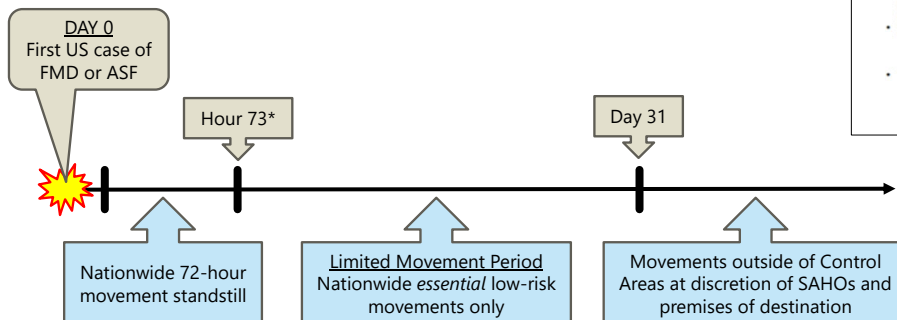 DAY 0
First US case of
FMD or ASF
Hour 73*
Day 31
Nationwide 72-hour
movement standstill
Limited Movement Period
Nationwide essential low-risk
movements only
Movements outside of Control
Areas at discretion of SAHOs and
premises of destination